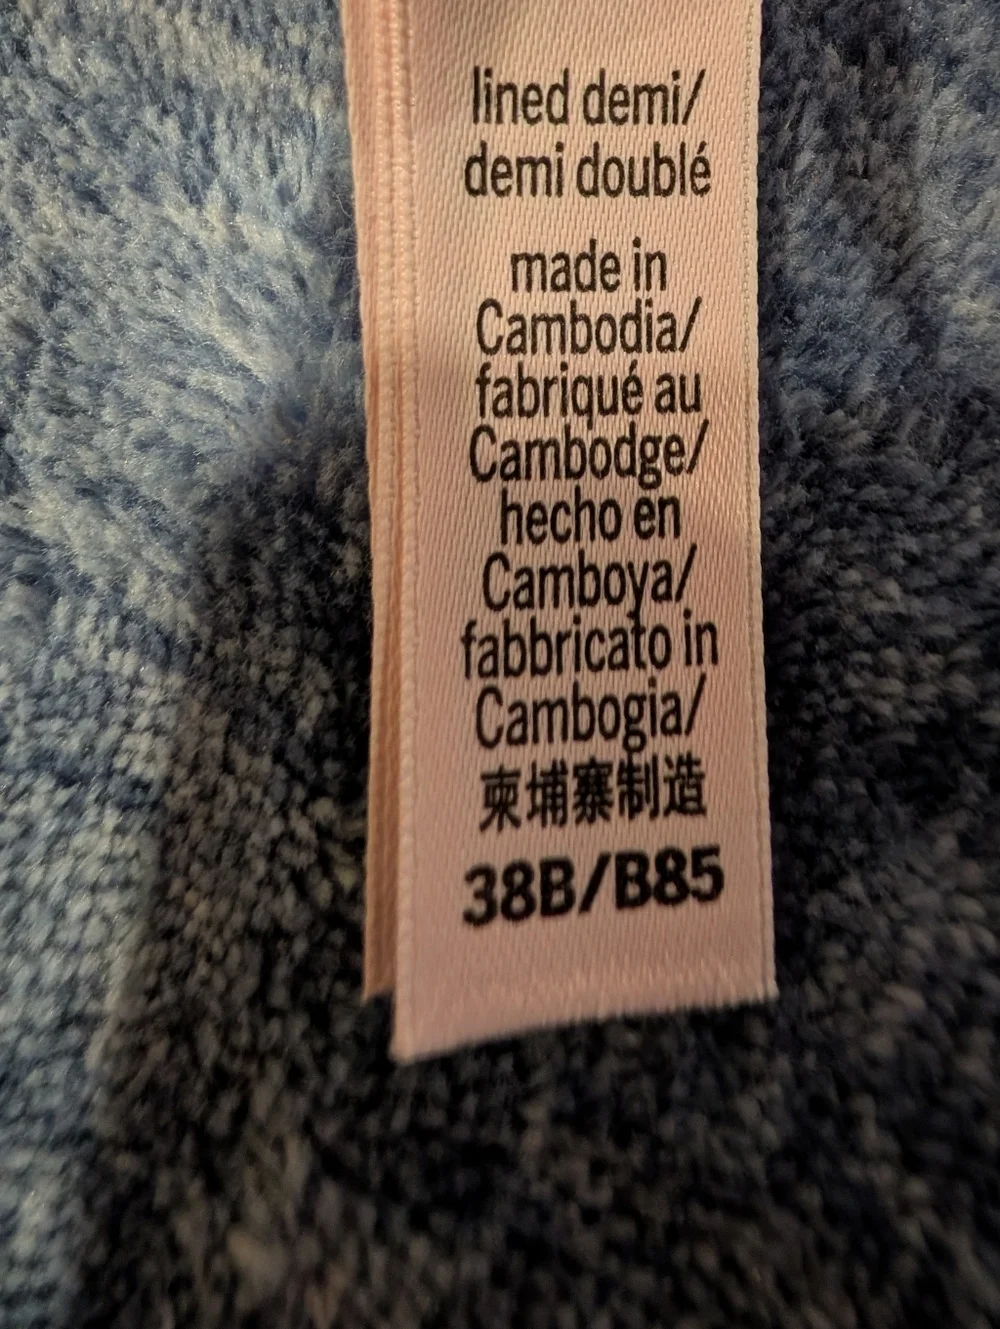 lined demi/
demi doublé
made in
Cambodia/
fabriqué au
Cambodge/
hecho en
Camboya/
fabbricato in
Cambogia/
柬埔寨制造
38B/B85